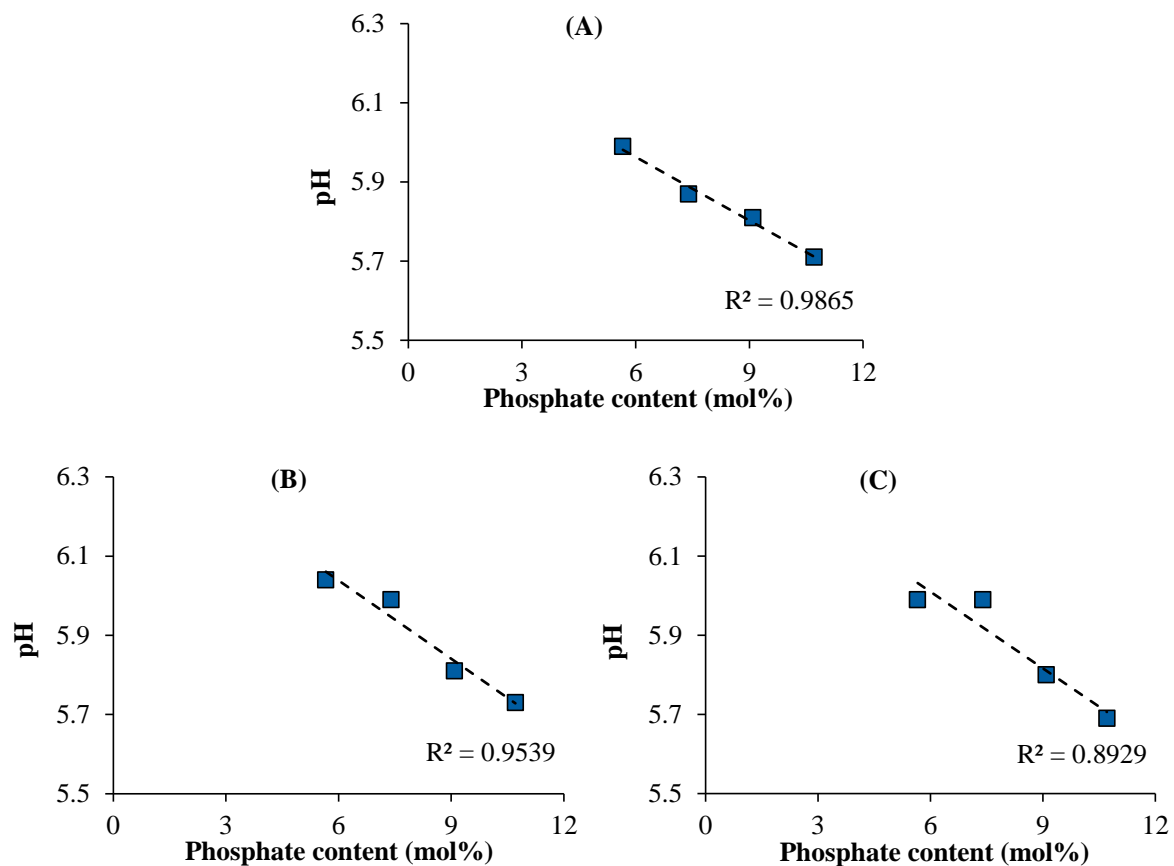 (A)
6.3
6.1
5.9
5.7
5.5
pH
R² = 0.9865
0 3 6 9 12
Phosphate content (mol%)
(B)
6.3
6.1
5.9
5.7
5.5
pH
R² = 0.9539
0 3 6 9 12
Phosphate content (mol%)
(C)
6.3
6.1
5.9
5.7
5.5
pH
R² = 0.8929
0 3 6 9 12
Phosphate content (mol%)